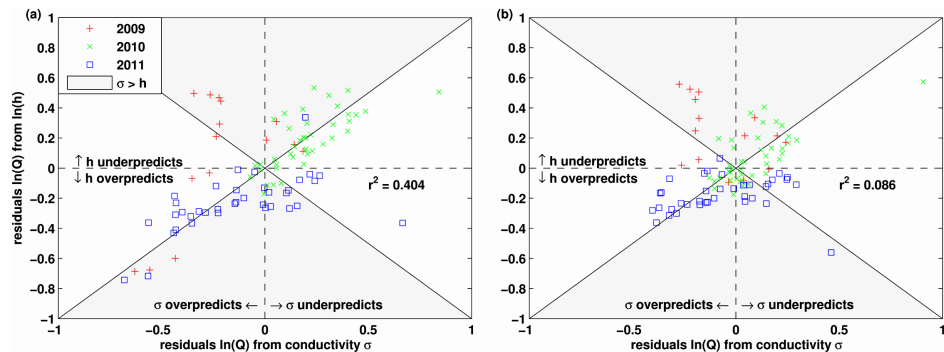 (a)
1
0.8
0.6
0.4
0.2
0
−0.2
−0.4
−0.6
−0.8
−1
residuals ln(Q) from ln(h)
2009
2010
2011
σ > h
↑ h underpredicts
↓ h overpredicts
r² = 0.404
σ overpredicts ← → σ underpredicts
−1 −0.5 0 0.5 1
residuals ln(Q) from conductivity σ
(b)
1
0.8
0.6
0.4
0.2
0
−0.2
−0.4
−0.6
−0.8
−1
↑ h underpredicts
↓ h overpredicts
r² = 0.086
σ overpredicts ← → σ underpredicts
−1 −0.5 0 0.5 1
residuals ln(Q) from conductivity σ